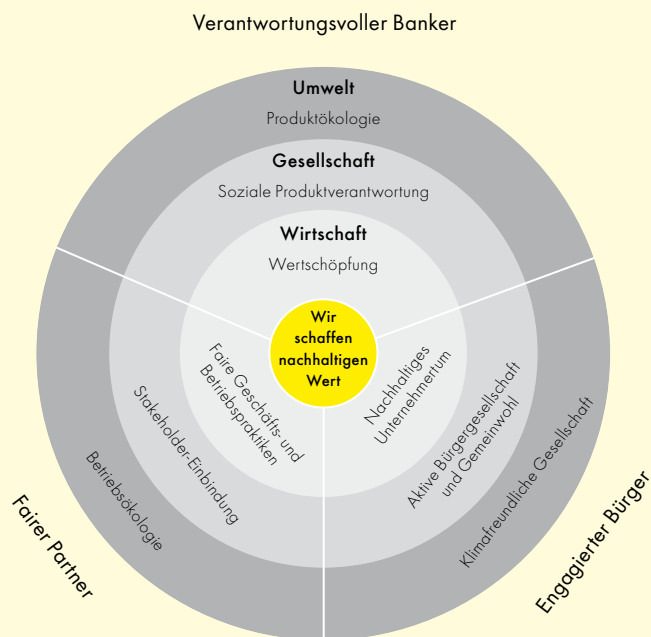 Verantwortungsvoller Banker
Umwelt
Produktökologie
Gesellschaft
Soziale Produktverantwortung
Wirtschaft
Wertschöpfung
Wir
schaffen
nachhaltigen
Wert
Faire Geschäfts- und
Betriebspraktiken
Stakeholder-Einbindung
Betriebsökologie
Fairer Partner
Nachhaltiges
Unternehmertum
Aktive Bürgergesellschaft
und Gemeinwohl
Klimafreundliche Gesellschaft
Engagierter Bürger